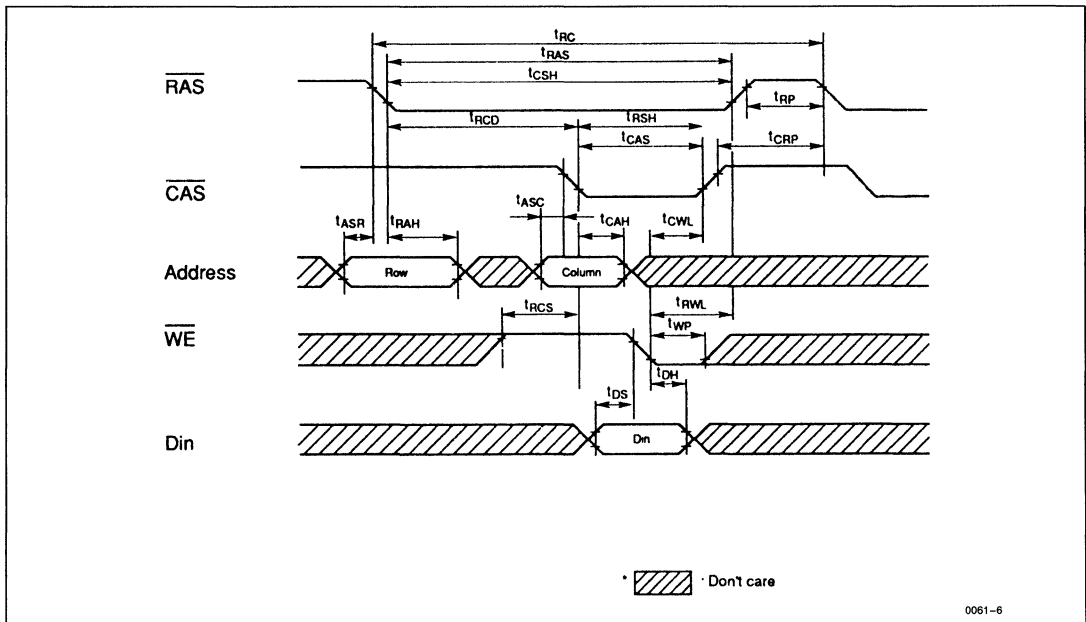 tRC
tRAS
RAS
tCSH
tRP
tRCD
tRSH
tCAS
tCRP
CAS
tASC
tASR
tRAH
tCAH
tCWL
Address
Row
Column
tRCS
tRWL
WE
tWP
tDS
tDH
Din
Din
* Don't care
0061–6